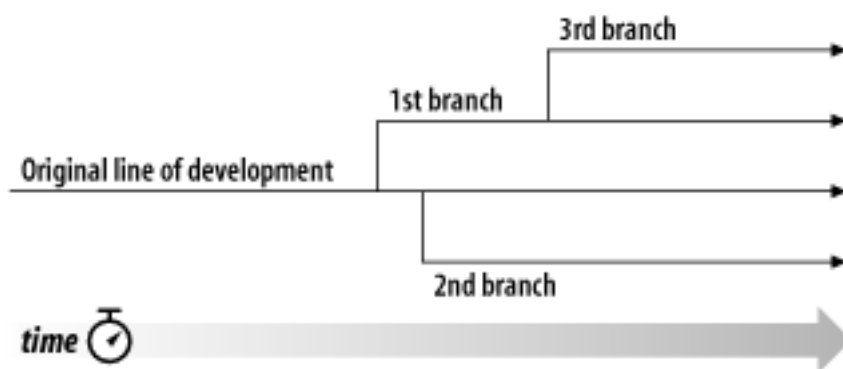 3rd branch
1st branch
Original line of development
2nd branch
time